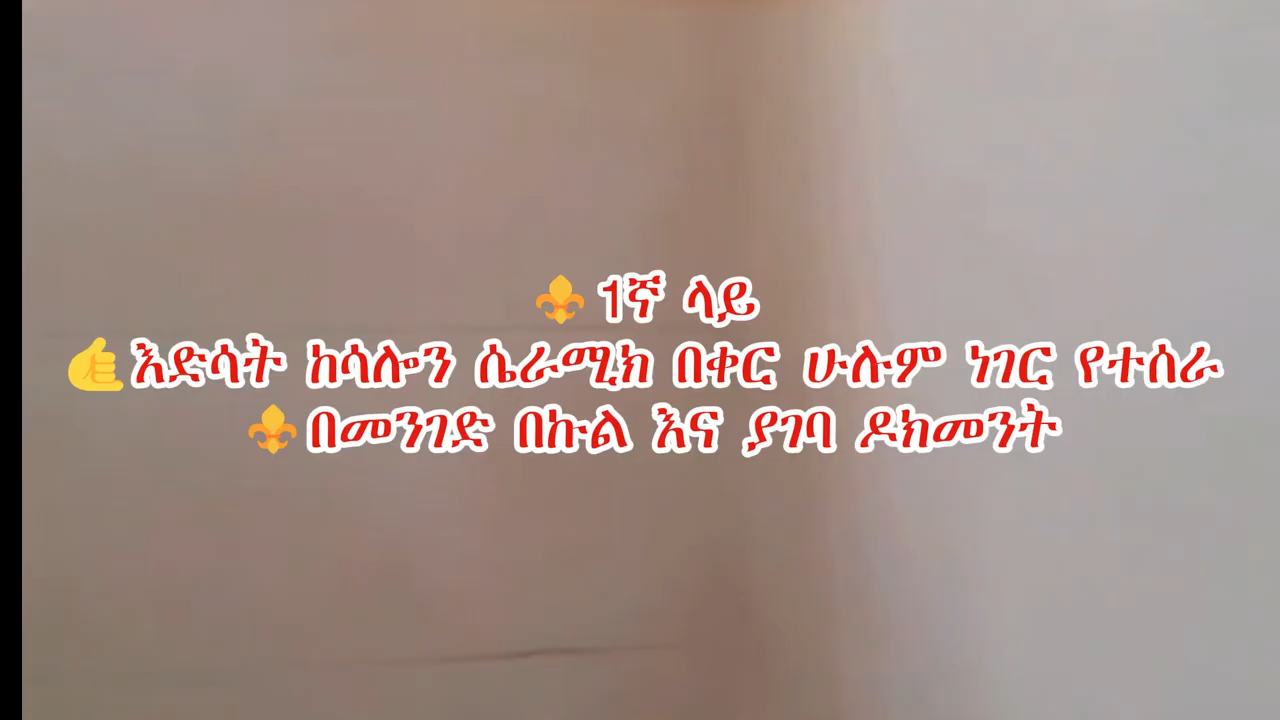 ⚜️ 1ኛ ላይ
🤙እድሳት ከሳሎን ሴራሚክ በቀር ሁሉም ነገር የተሰራ
⚜️በመንገድ በኩል እና ያገባ ዶክመንት